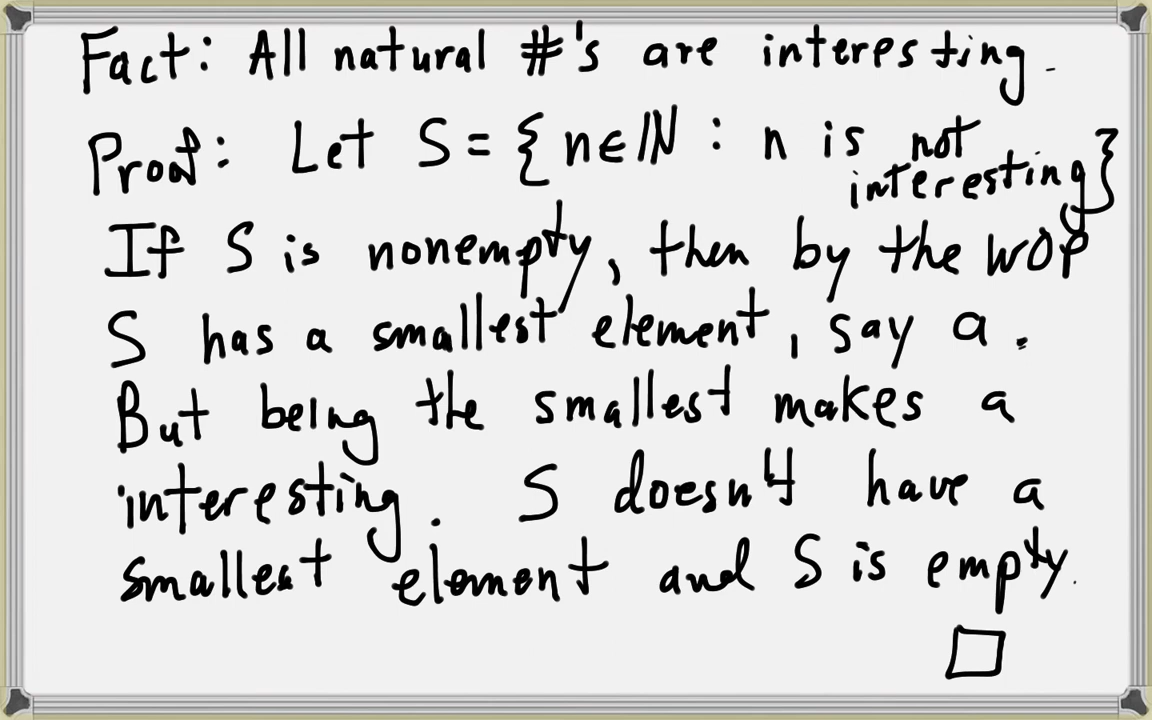 Fact: All natural #'s are interesting.
Proof: Let S = { n ∈ ℕ : n is not interesting }
If S is nonempty, then by the WOP
S has a smallest element, say a.
But being the smallest makes a
interesting. S doesn't have a
smallest element and S is empty.
□